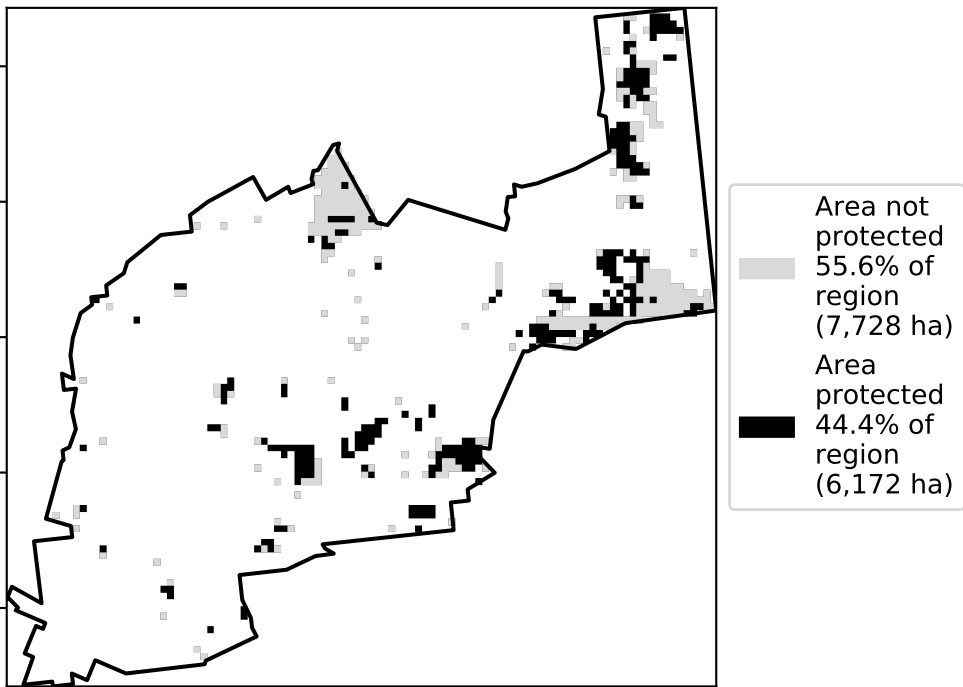 Area not
protected
55.6% of
region
(7,728 ha)
Area
protected
44.4% of
region
(6,172 ha)